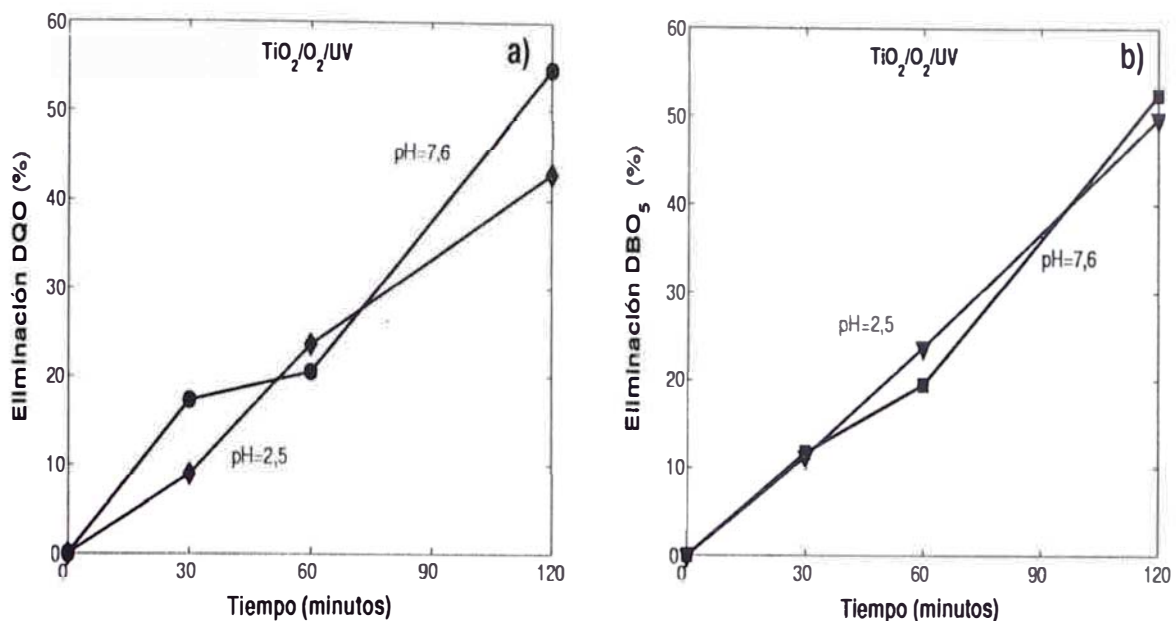 TiO2/O2/UV
a)
Eliminación DQO (%)
60
50
40
30
20
10
0
pH=7,6
pH=2,5
0 30 60 90 120
Tiempo (minutos)
TiO2/O2/UV
b)
Eliminación DBO5 (%)
60
50
40
30
20
10
0
pH=2,5
pH=7,6
0 30 60 90 120
Tiempo (minutos)